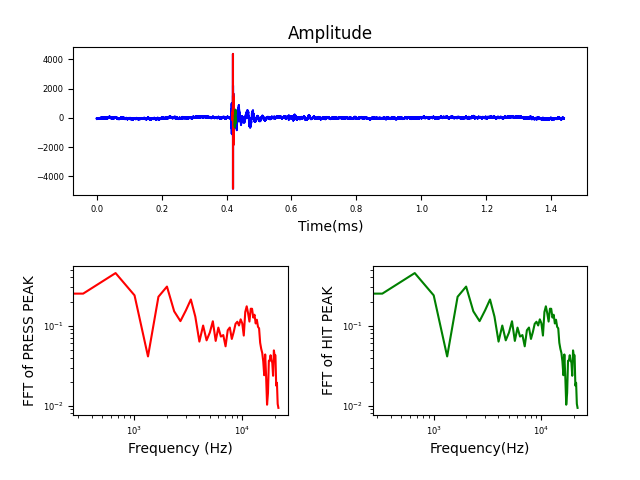 Amplitude
4000
2000
0
−2000
−4000
0.0 0.2 0.4 0.6 0.8 1.0 1.2 1.4
Time(ms)
FFT of PRESS PEAK
10⁻¹
10⁻²
10³ 10⁴
Frequency (Hz)
FFT of HIT PEAK
10⁻¹
10⁻²
10³ 10⁴
Frequency(Hz)